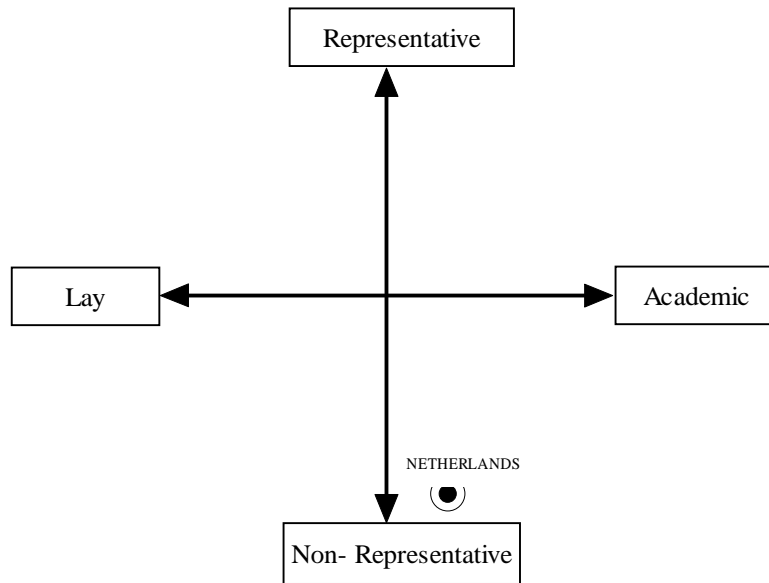 Representative
Lay
Academic
NETHERLANDS
Non- Representative